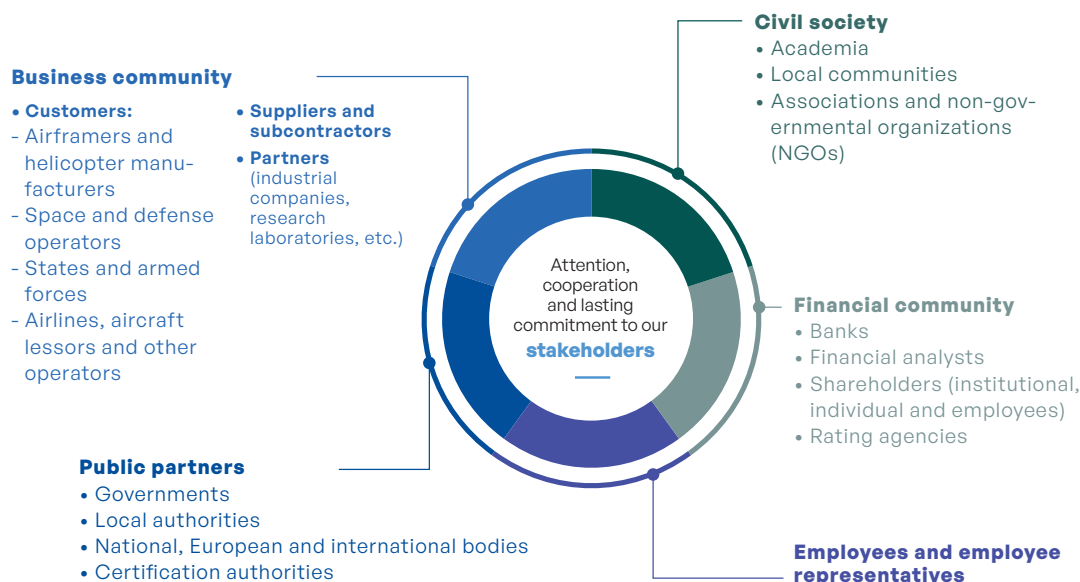 Business community
• Customers:
- Airframers and
helicopter manu-
facturers
- Space and defense
operators
- States and armed
forces
- Airlines, aircraft
lessors and other
operators
• Suppliers and
subcontractors
• Partners
(industrial
companies,
research
laboratories, etc.)
Civil society
• Academia
• Local communities
• Associations and non-gov-
ernmental organizations
(NGOs)
Attention,
cooperation
and lasting
commitment to our
stakeholders
Financial community
• Banks
• Financial analysts
• Shareholders (institutional,
individual and employees)
• Rating agencies
Public partners
• Governments
• Local authorities
• National, European and international bodies
• Certification authorities
Employees and employee
representatives